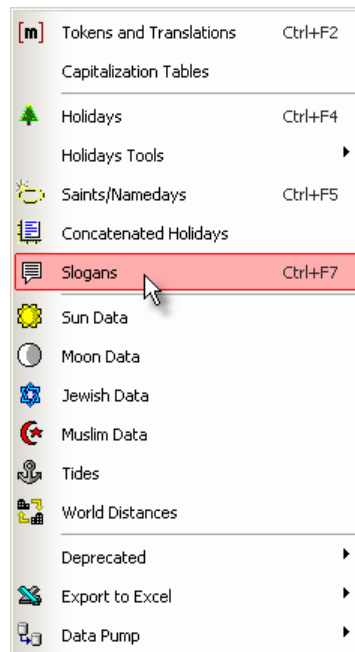 [m] Tokens and Translations Ctrl+F2
Capitalization Tables
Holidays Ctrl+F4
Holidays Tools
Saints/Namedays Ctrl+F5
Concatenated Holidays
Slogans Ctrl+F7
Sun Data
Moon Data
Jewish Data
Muslim Data
Tides
World Distances
Deprecated
Export to Excel
Data Pump